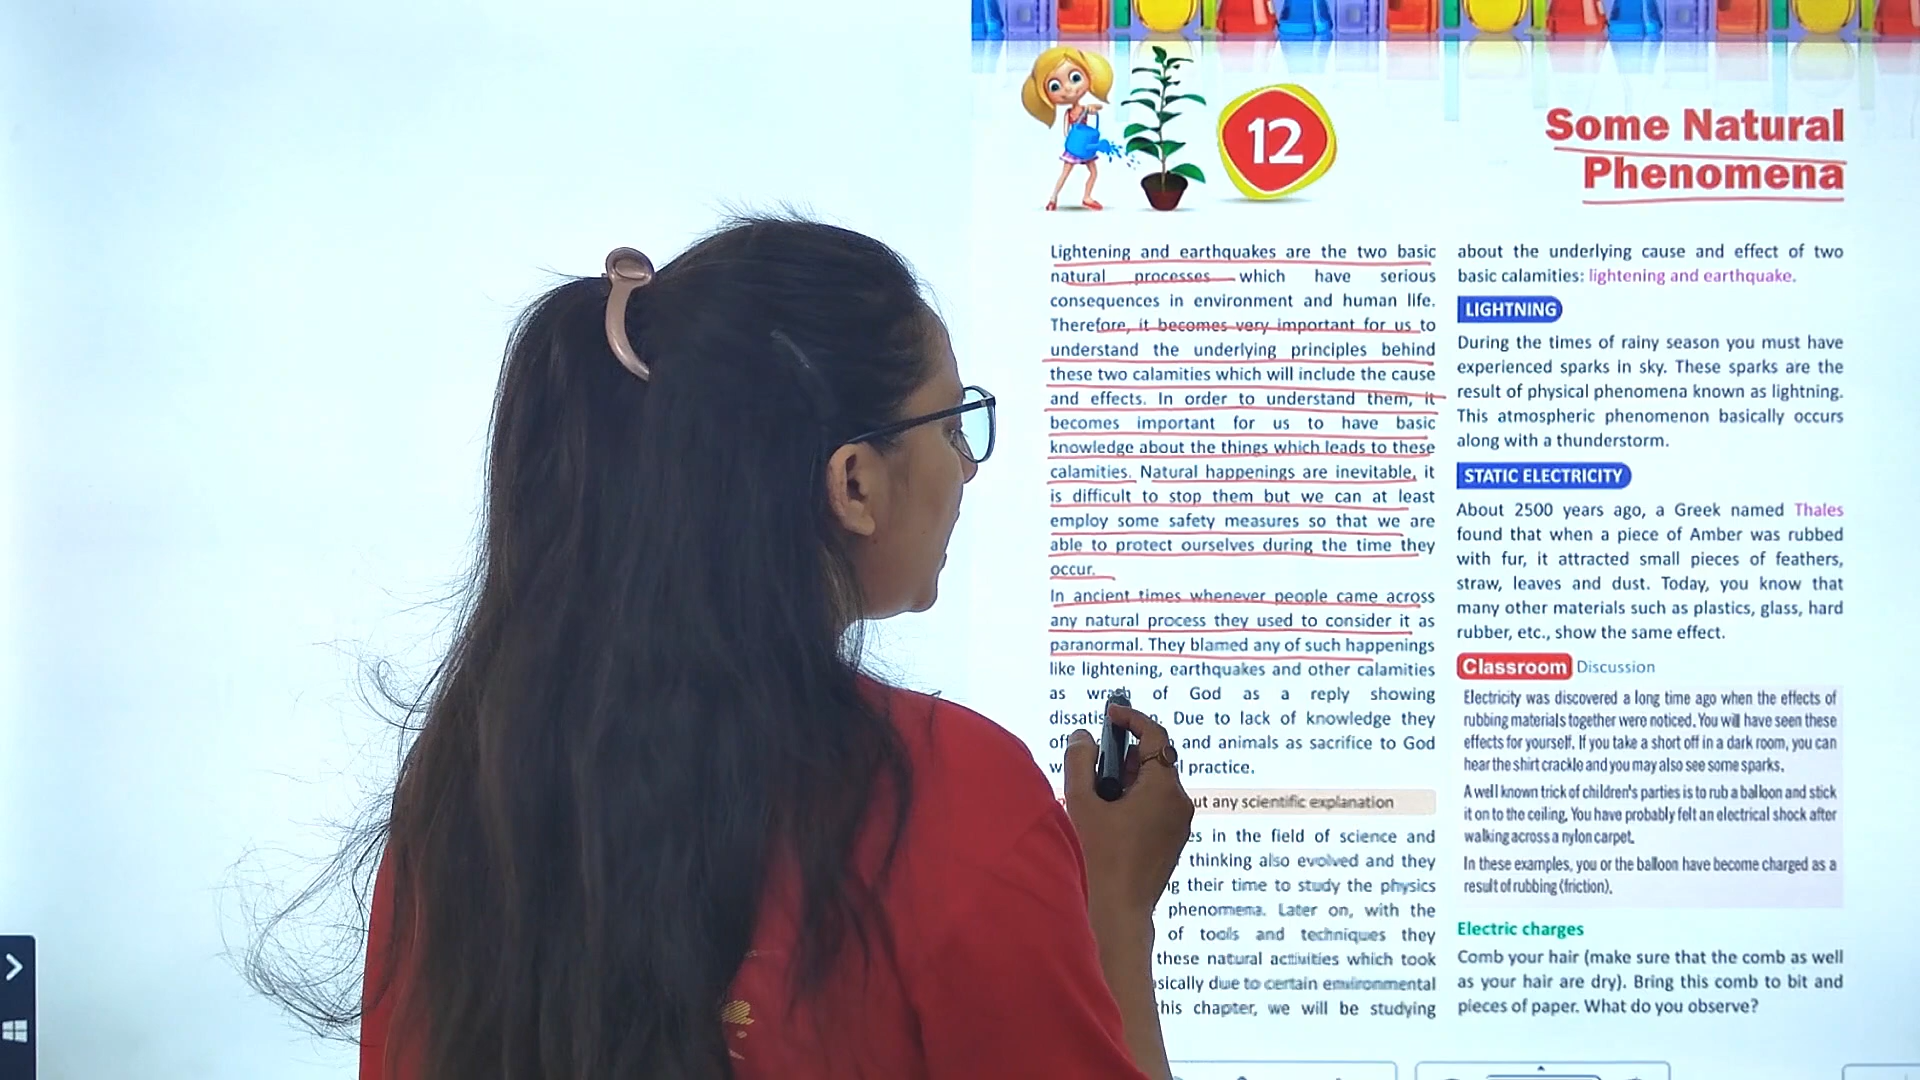 12
Some Natural
Phenomena
Lightening and earthquakes are the two basic
natural processes which have serious
consequences in environment and human life.
Therefore, it becomes very important for us to
understand the underlying principles behind
these two calamities which will include the cause
and effects. In order to understand them, it
becomes important for us to have basic
knowledge about the things which leads to these
calamities. Natural happenings are inevitable, it
is difficult to stop them but we can at least
employ some safety measures so that we are
able to protect ourselves during the time they
occur.
In ancient times whenever people came across
any natural process they used to consider it as
paranormal. They blamed any of such happenings
like lightening, earthquakes and other calamities
as of God as a reply showing
Due to lack of knowledge they
and animals as sacrifice to God
practice.
any scientific explanation
in the field of science and
thinking also evolved and they
their time to study the physics
phenomena. Later on, with the
of tools and techniques they
these natural activities which took
due to certain environmental
chapter, we will be studying
about the underlying cause and effect of two
basic calamities: lightening and earthquake.
LIGHTNING
During the times of rainy season you must have
experienced sparks in sky. These sparks are the
result of physical phenomena known as lightning.
This atmospheric phenomenon basically occurs
along with a thunderstorm.
STATIC ELECTRICITY
About 2500 years ago, a Greek named Thales
found that when a piece of Amber was rubbed
with fur, it attracted small pieces of feathers,
straw, leaves and dust. Today, you know that
many other materials such as plastics, glass, hard
rubber, etc., show the same effect.
Classroom Discussion
Electricity was discovered a long time ago when the effects of
rubbing materials together were noticed. You will have seen these
effects for yourself. If you take a short off in a dark room, you can
hear the shirt crackle and you may also see some sparks.
A well known trick of children's parties is to rub a balloon and stick
it on to the ceiling. You have probably felt an electrical shock after
walking across a nylon carpet.
In these examples, you or the balloon have become charged as a
result of rubbing (friction).
Electric charges
Comb your hair (make sure that the comb as well
as your hair are dry). Bring this comb to bit and
pieces of paper. What do you observe?